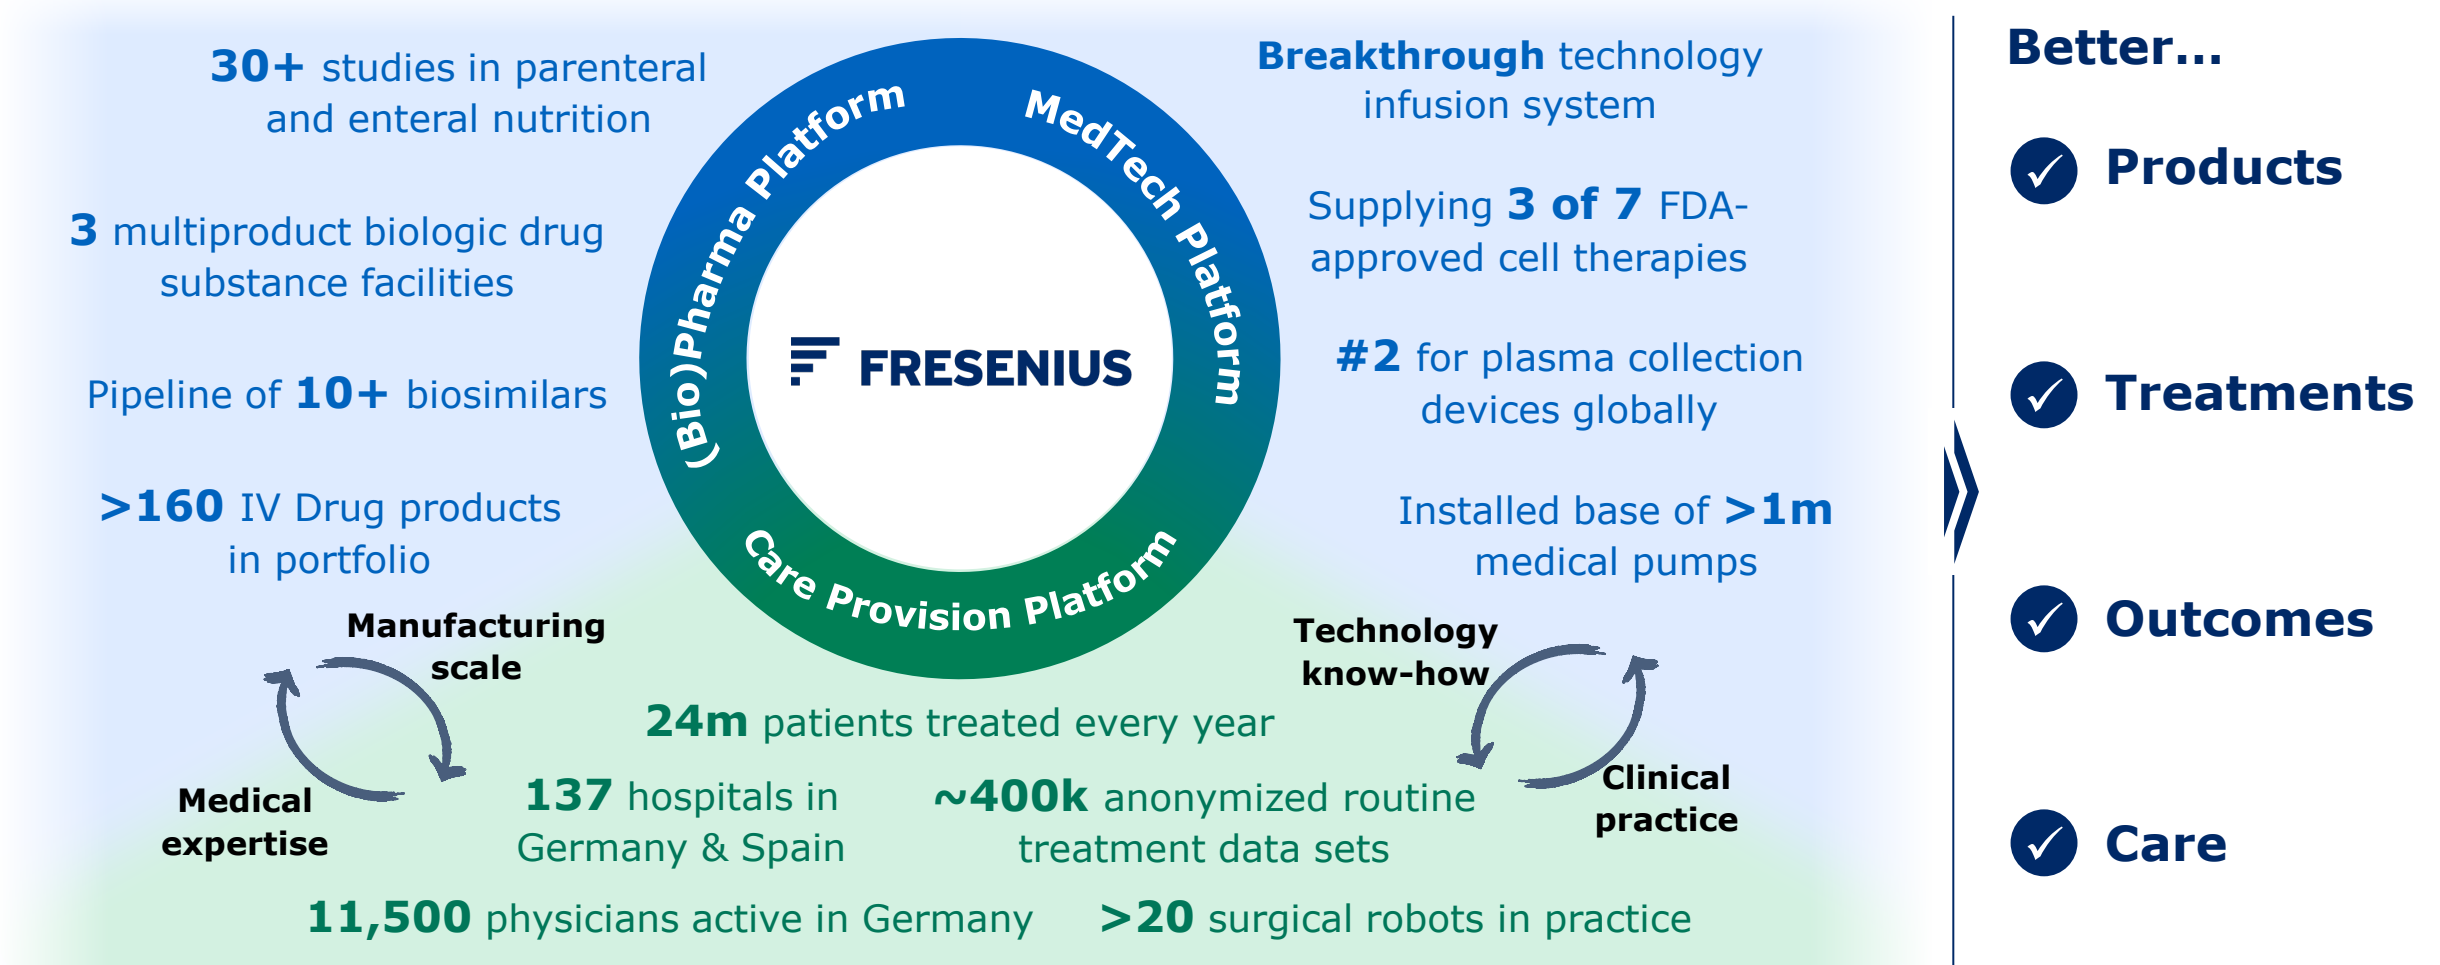 30+ studies in parenteral
and enteral nutrition
3 multiproduct biologic drug
substance facilities
Pipeline of 10+ biosimilars
>160 IV Drug products
in portfolio
(Bio)Pharma Platform
MedTech Platform
Care Provision Platform
FRESENIUS
Breakthrough technology
infusion system
Supplying 3 of 7 FDA-
approved cell therapies
#2 for plasma collection
devices globally
Installed base of >1m
medical pumps
Manufacturing
scale
Medical
expertise
Technology
know-how
Clinical
practice
24m patients treated every year
137 hospitals in
Germany & Spain
~400k anonymized routine
treatment data sets
11,500 physicians active in Germany
>20 surgical robots in practice
Better...
Products
Treatments
Outcomes
Care